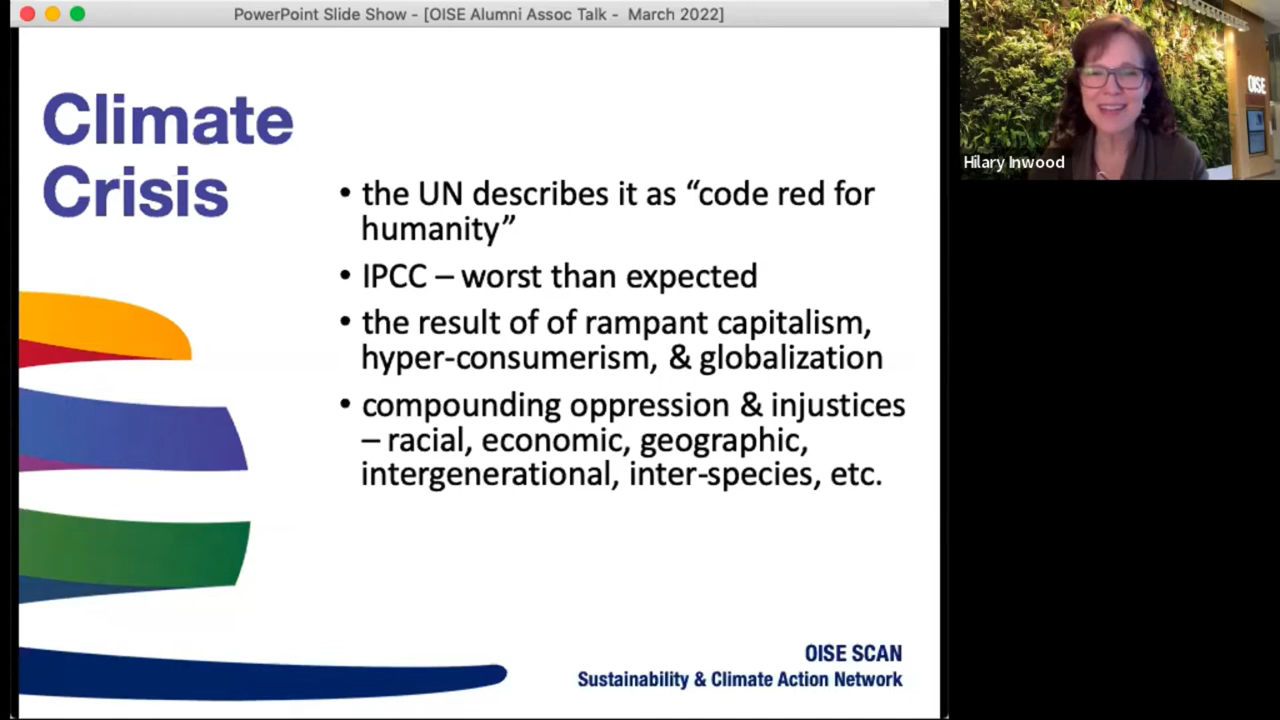 PowerPoint Slide Show - [OISE Alumni Assoc Talk - March 2022]
Climate
Crisis
• the UN describes it as “code red for
humanity”
• IPCC – worst than expected
• the result of of rampant capitalism,
hyper-consumerism, & globalization
• compounding oppression & injustices
– racial, economic, geographic,
intergenerational, inter-species, etc.
OISE SCAN
Sustainability & Climate Action Network
OISE
Hilary Inwood